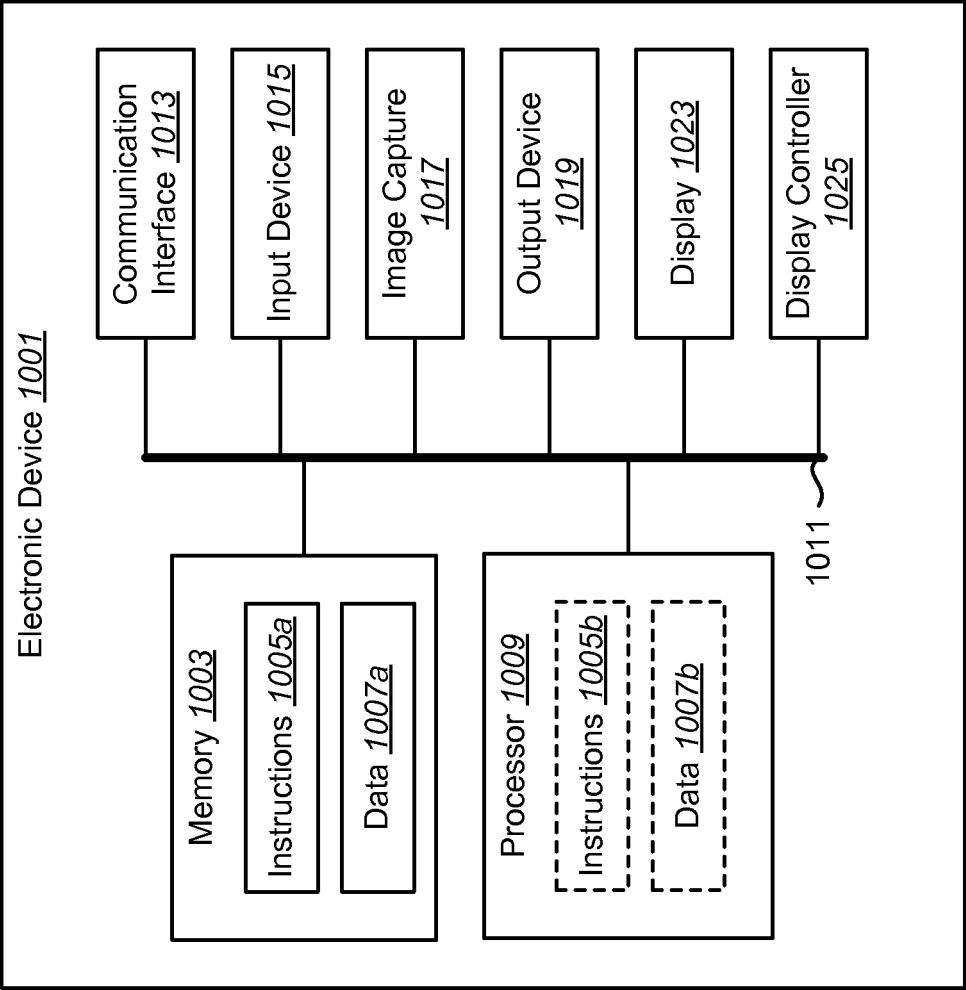 Electronic Device 1001
Memory 1003
Instructions 1005a
Data 1007a
Processor 1009
Instructions 1005b
Data 1007b
1011
Communication
Interface 1013
Input Device 1015
Image Capture
1017
Output Device
1019
Display 1023
Display Controller
1025